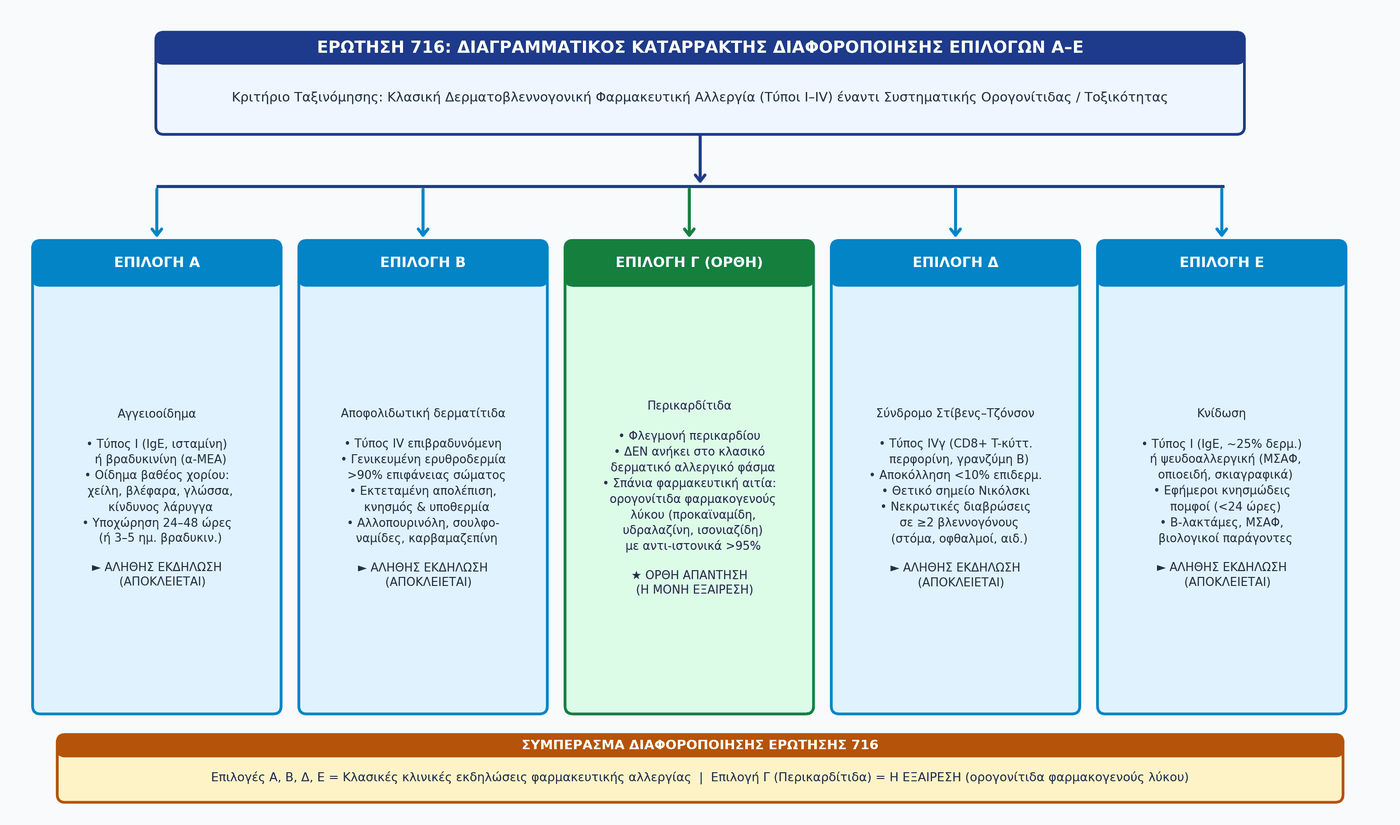 ΕΡΩΤΗΣΗ 716: ΔΙΑΓΡΑΜΜΑΤΙΚΟΣ ΚΑΤΑΡΡΑΚΤΗΣ ΔΙΑΦΟΡΟΠΟΙΗΣΗΣ ΕΠΙΛΟΓΩΝ Α–Ε
Κριτήριο Ταξινόμησης: Κλασική Δερματοβλεννογονική Φαρμακευτική Αλλεργία (Τύποι I–IV) έναντι Συστηματικής Ορογονίτιδας / Τοξικότητας
ΕΠΙΛΟΓΗ Α
Αγγειοοίδημα
• Τύπος I (IgE, ισταμίνη)
ή βραδυκινίνη (α-ΜΕΑ)
• Οίδημα βαθέος χορίου:
χείλη, βλέφαρα, γλώσσα,
κίνδυνος λάρυγγα
• Υποχώρηση 24–48 ώρες
(ή 3–5 ημ. βραδυκιν.)
► ΑΛΗΘΗΣ ΕΚΔΗΛΩΣΗ
(ΑΠΟΚΛΕΙΕΤΑΙ)
ΕΠΙΛΟΓΗ Β
Αποφολιδωτική δερματίτιδα
• Τύπος IV επιβραδυνόμενη
• Γενικευμένη ερυθροδερμία
>90% επιφάνειας σώματος
• Εκτεταμένη απολέπιση,
κνησμός & υποθερμία
• Αλλοπουρινόλη, σουλφο-
ναμίδες, καρβαμαζεπίνη
► ΑΛΗΘΗΣ ΕΚΔΗΛΩΣΗ
(ΑΠΟΚΛΕΙΕΤΑΙ)
ΕΠΙΛΟΓΗ Γ (ΟΡΘΗ)
Περικαρδίτιδα
• Φλεγμονή περικαρδίου
• ΔΕΝ ανήκει στο κλασικό
δερματικό αλλεργικό φάσμα
• Σπάνια φαρμακευτική αιτία:
ορογονίτιδα φαρμακογενούς
λύκου (προκαϊναμίδη,
υδραλαζίνη, ισονιαζίδη)
με αντι-ιστονικά >95%
★ ΟΡΘΗ ΑΠΑΝΤΗΣΗ
(Η ΜΟΝΗ ΕΞΑΙΡΕΣΗ)
ΕΠΙΛΟΓΗ Δ
Σύνδρομο Στίβενς–Τζόνσον
• Τύπος IVγ (CD8+ T-κύττ.
περφορίνη, γρανζύμη Β)
• Αποκόλληση <10% επιδερμ.
• Θετικό σημείο Νικόλσκι
• Νεκρωτικές διαβρώσεις
σε ≥2 βλεννογόνους
(στόμα, οφθαλμοί, αιδ.)
► ΑΛΗΘΗΣ ΕΚΔΗΛΩΣΗ
(ΑΠΟΚΛΕΙΕΤΑΙ)
ΕΠΙΛΟΓΗ Ε
Κνίδωση
• Τύπος I (IgE, ~25% δερμ.)
ή ψευδοαλλεργική (ΜΣΑΦ,
οπιοειδή, σκιαγραφικά)
• Εφήμεροι κνησμώδεις
πομφοί (<24 ώρες)
• Β-λακτάμες, ΜΣΑΦ,
βιολογικοί παράγοντες
► ΑΛΗΘΗΣ ΕΚΔΗΛΩΣΗ
(ΑΠΟΚΛΕΙΕΤΑΙ)
ΣΥΜΠΕΡΑΣΜΑ ΔΙΑΦΟΡΟΠΟΙΗΣΗΣ ΕΡΩΤΗΣΗΣ 716
Επιλογές Α, Β, Δ, Ε = Κλασικές κλινικές εκδηλώσεις φαρμακευτικής αλλεργίας | Επιλογή Γ (Περικαρδίτιδα) = Η ΕΞΑΙΡΕΣΗ (ορογονίτιδα φαρμακογενούς λύκου)